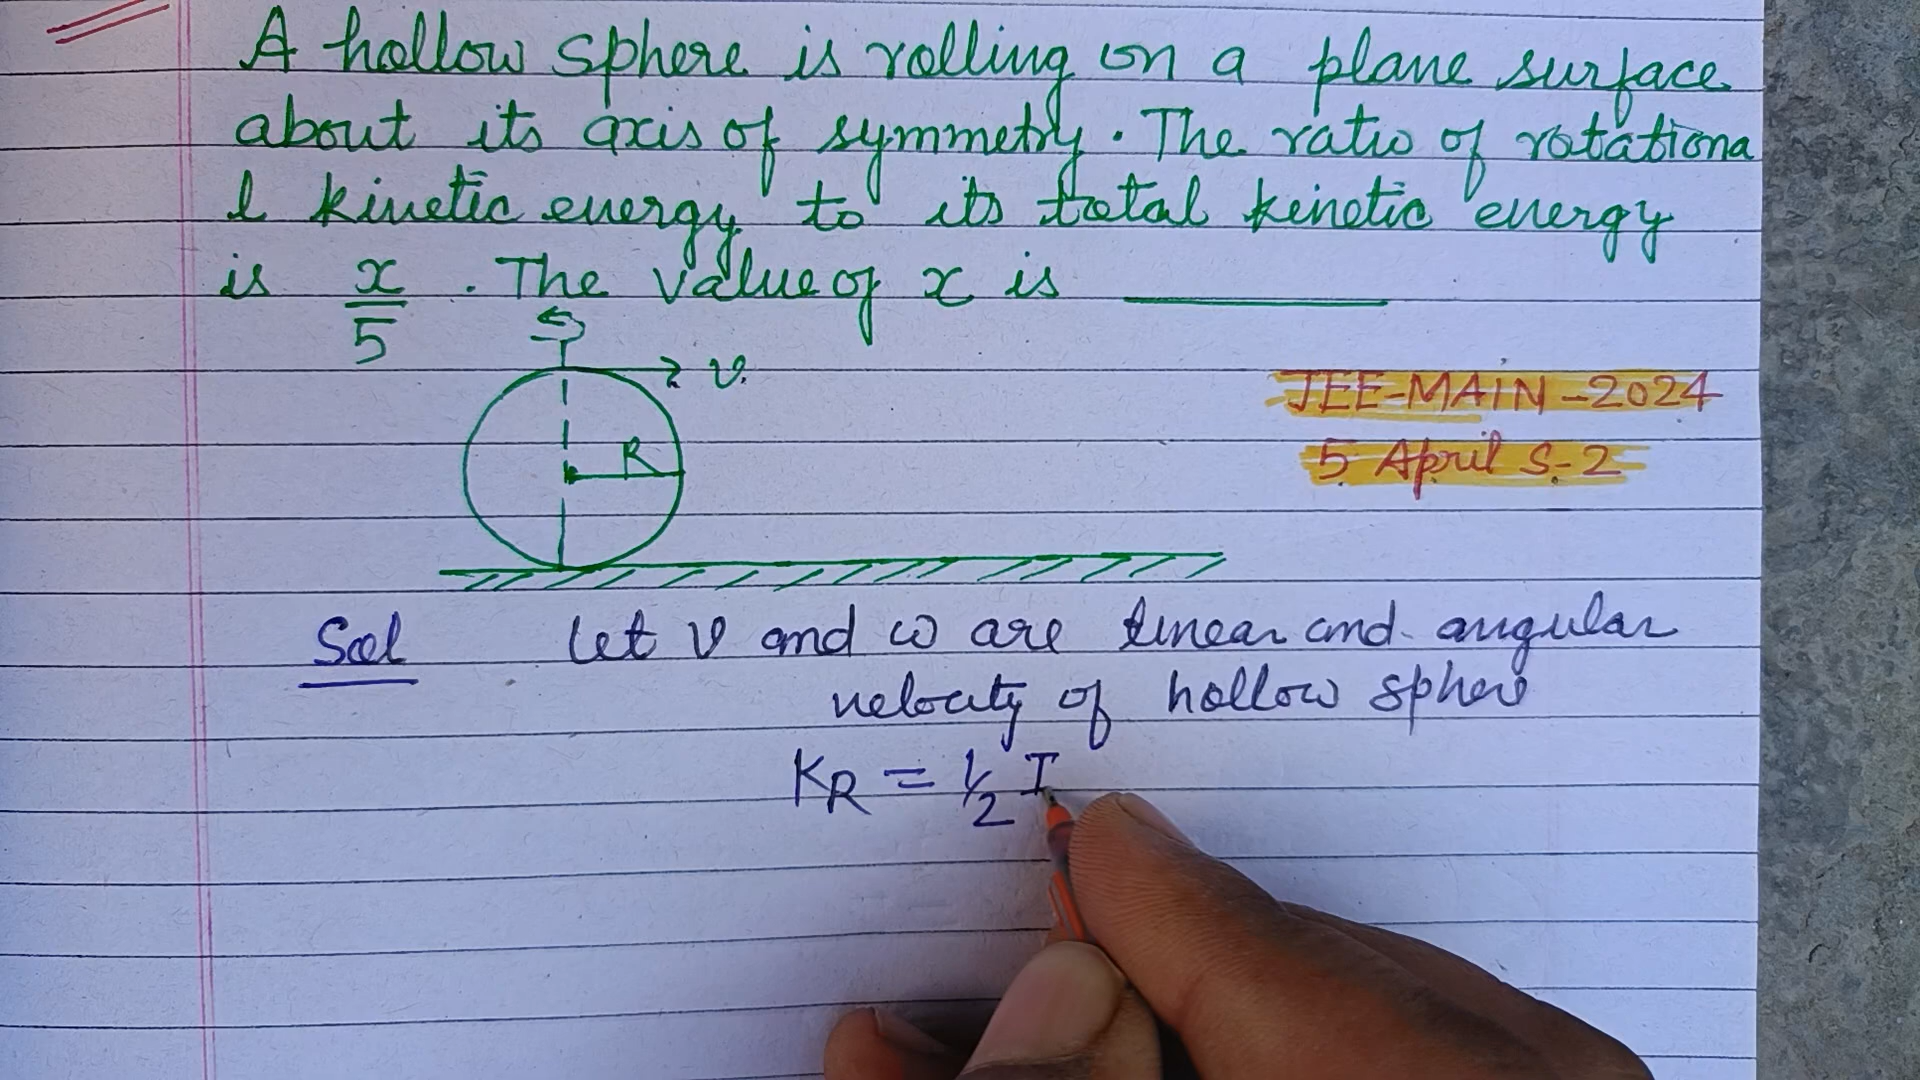 A hollow sphere is rolling on a plane surface
about its axis of symmetry. The ratio of rotationa
l kinetic energy to its total kinetic energy
is x/5 . The value of x is ______
v
R
JEE-MAIN-2024
5 April S-2
Sol Let v and ω are linear and angular
velocity of hollow sphere
KR = 1/2 I